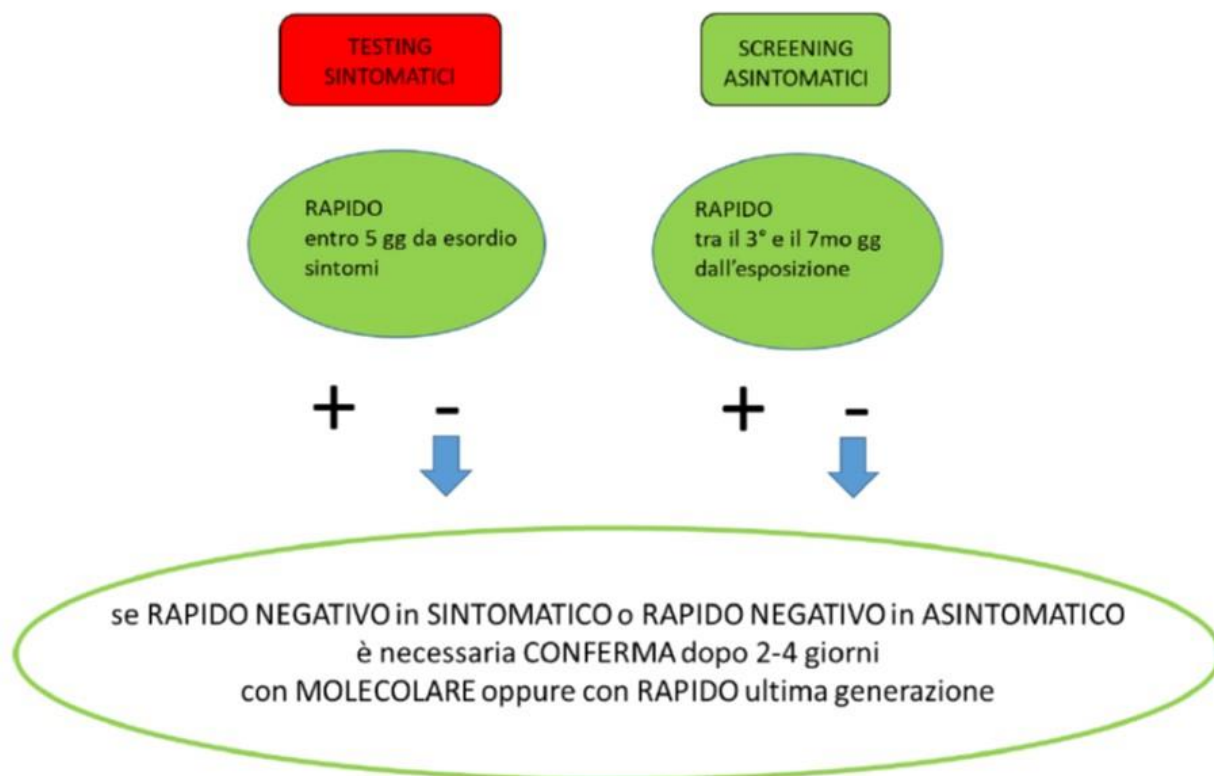 TESTING
SINTOMATICI
SCREENING
ASINTOMATICI
RAPIDO
entro 5 gg da esordio
sintomi
RAPIDO
tra il 3° e il 7mo gg
dall'esposizione
+ -
+ -
se RAPIDO NEGATIVO in SINTOMATICO o RAPIDO NEGATIVO in ASINTOMATICO
è necessaria CONFERMA dopo 2-4 giorni
con MOLECOLARE oppure con RAPIDO ultima generazione